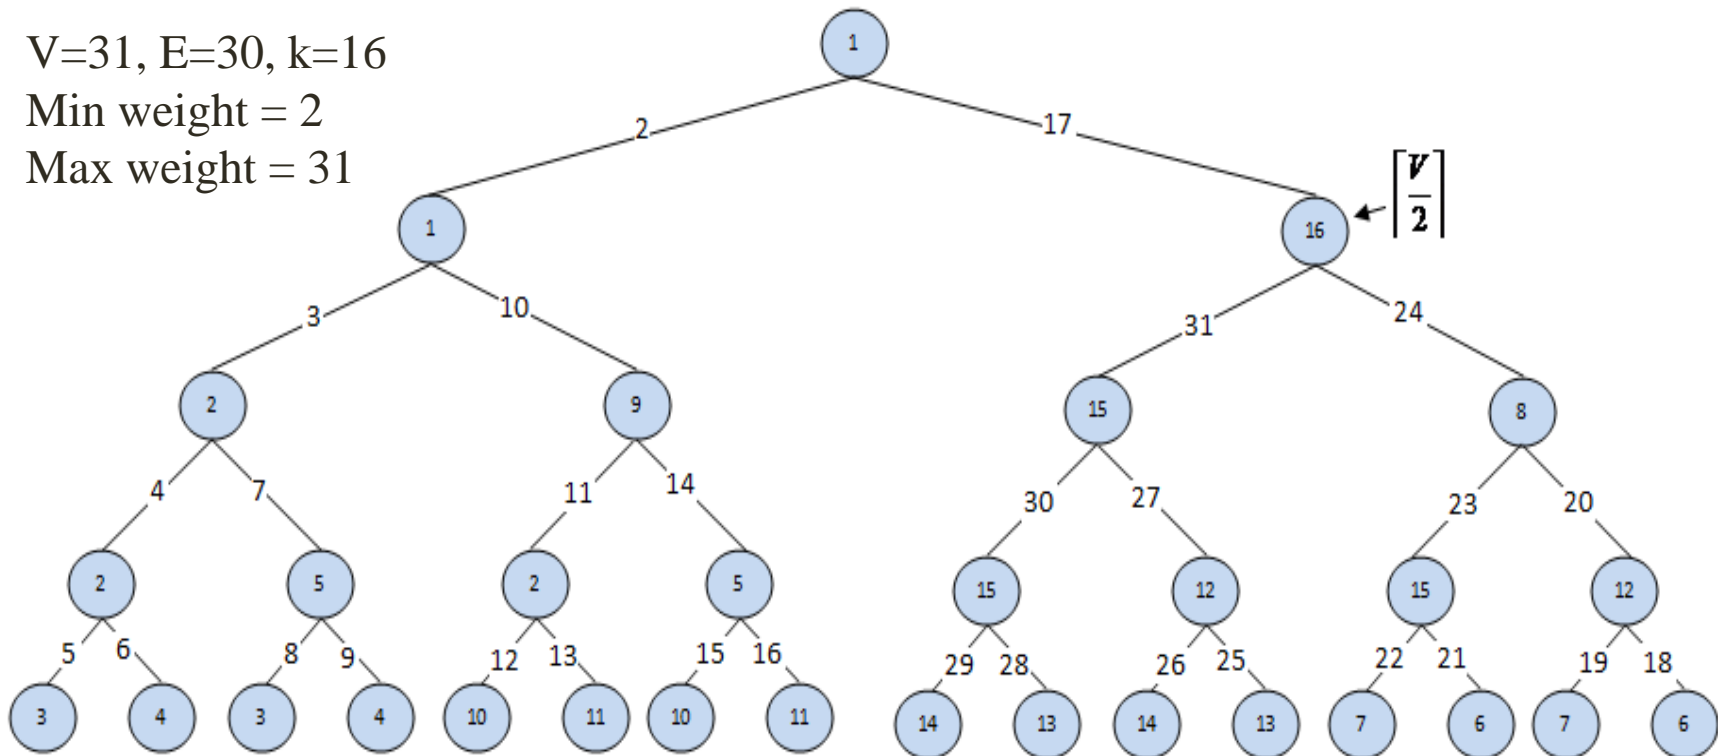 V=31, E=30, k=16
Min weight = 2
Max weight = 31
1
2 17
⌈V/2⌉
1 16
3 10 31 24
2 9 15 8
4 7 11 14 30 27 23 20
2 5 2 5 15 12 15 12
5 6 8 9 12 13 15 16 29 28 26 25 22 21 19 18
3 4 3 4 10 11 10 11 14 13 14 13 7 6 7 6